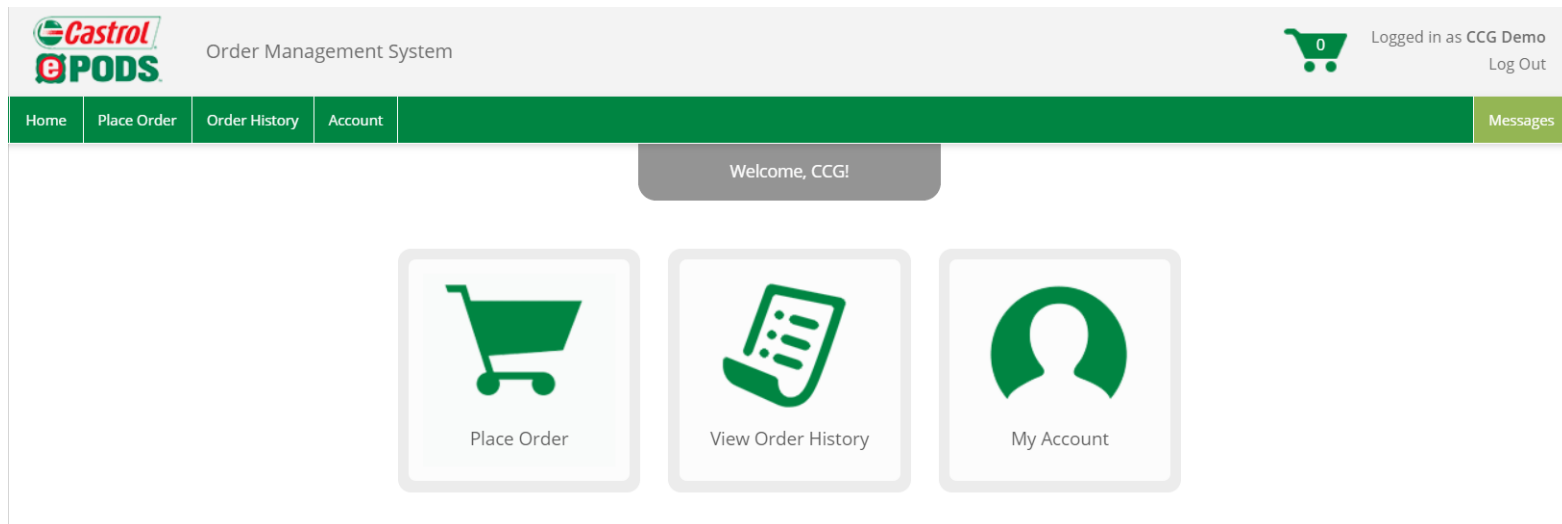 Castrol
ePODS
Order Management System
0
Logged in as CCG Demo
Log Out
Home
Place Order
Order History
Account
Messages
Welcome, CCG!
Place Order
View Order History
My Account